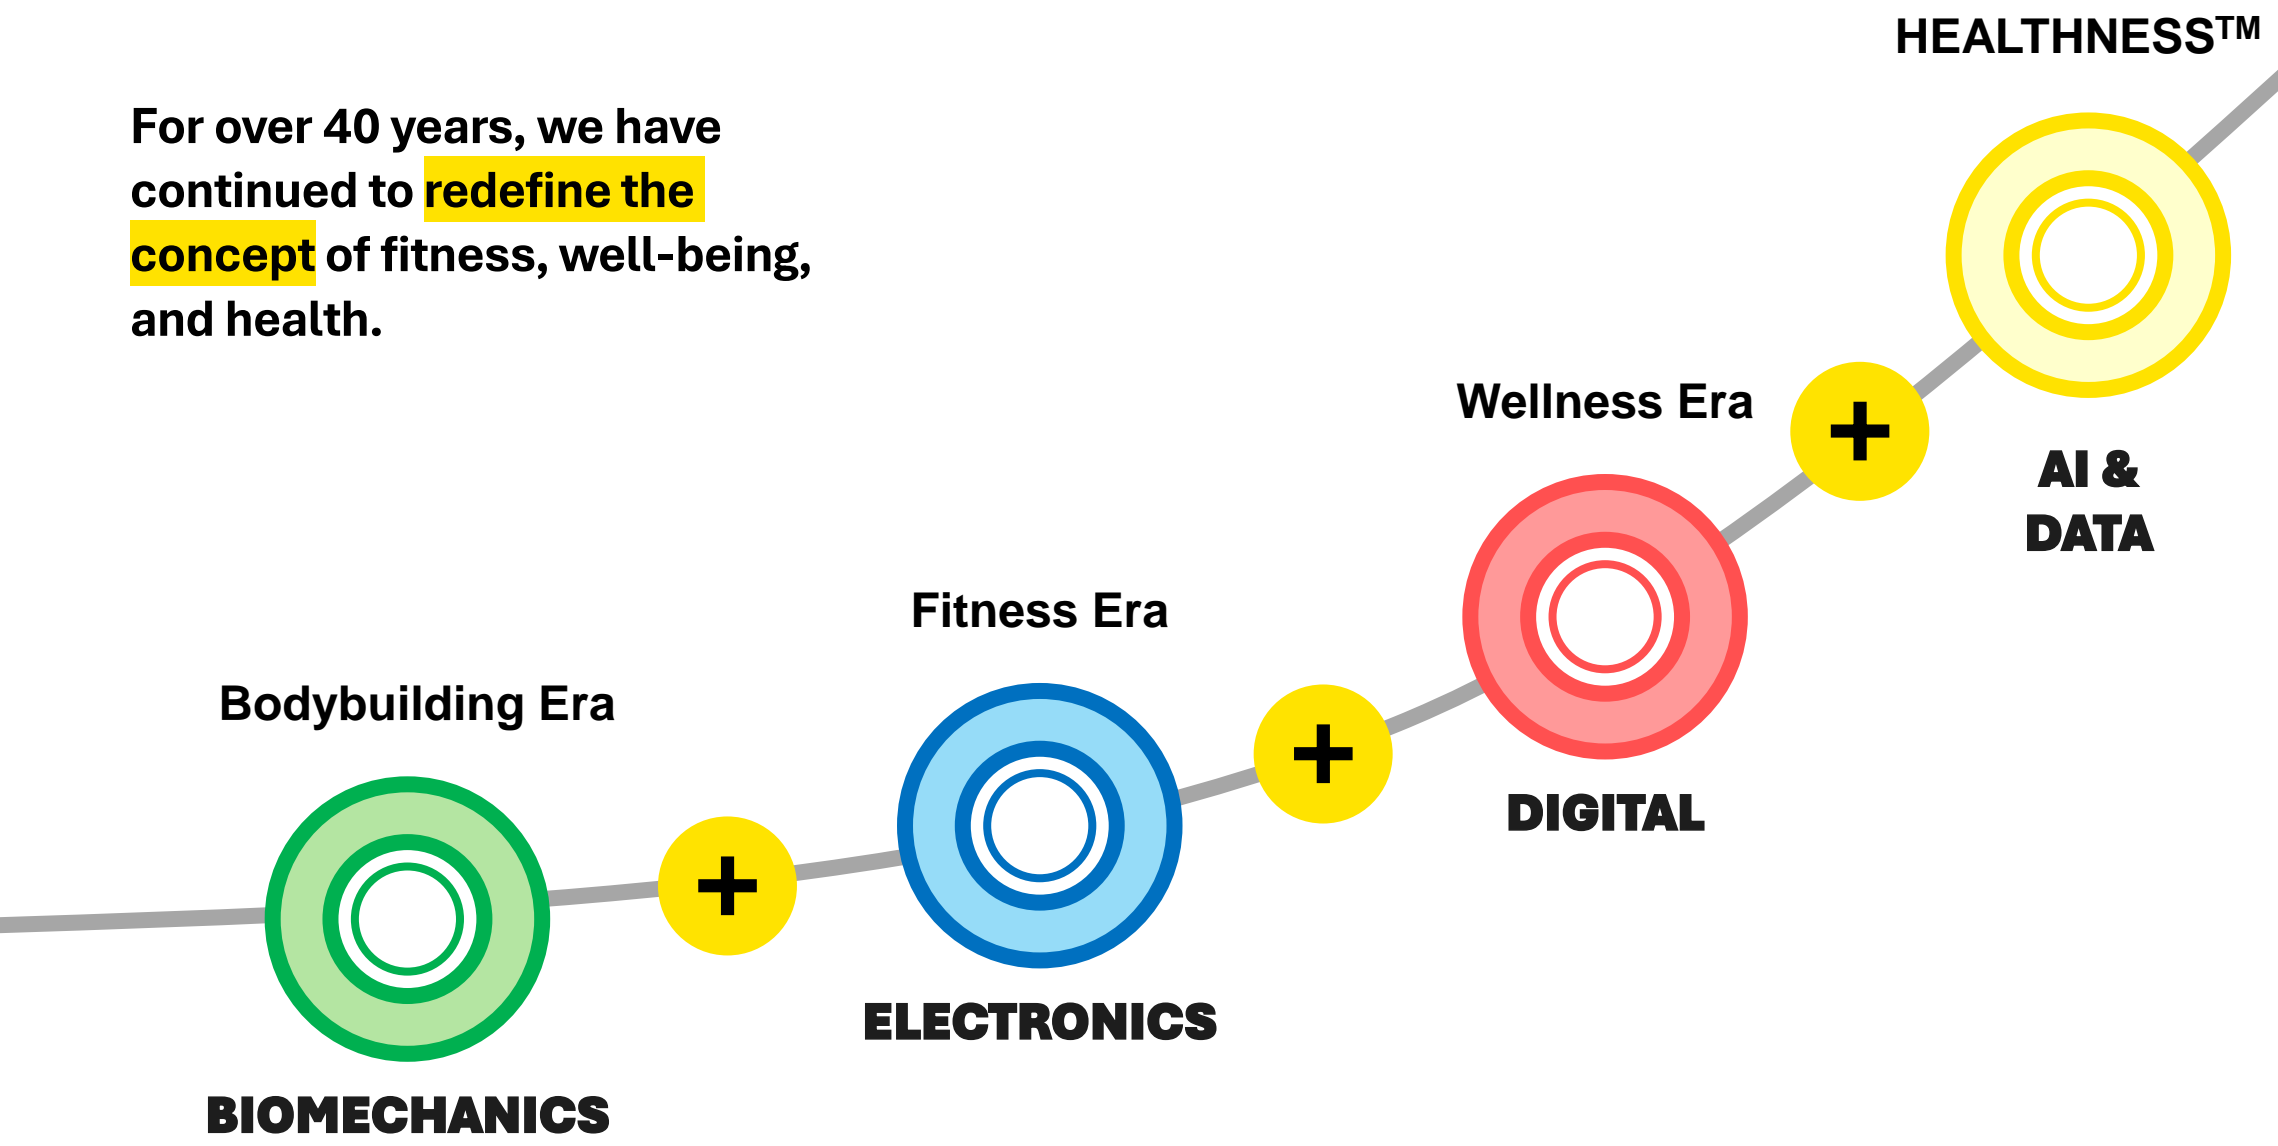 HEALTHNESS™
For over 40 years, we have
continued to redefine the
concept of fitness, well-being,
and health.
Wellness Era
+
AI &
DATA
Fitness Era
+
DIGITAL
Bodybuilding Era
+
ELECTRONICS
BIOMECHANICS